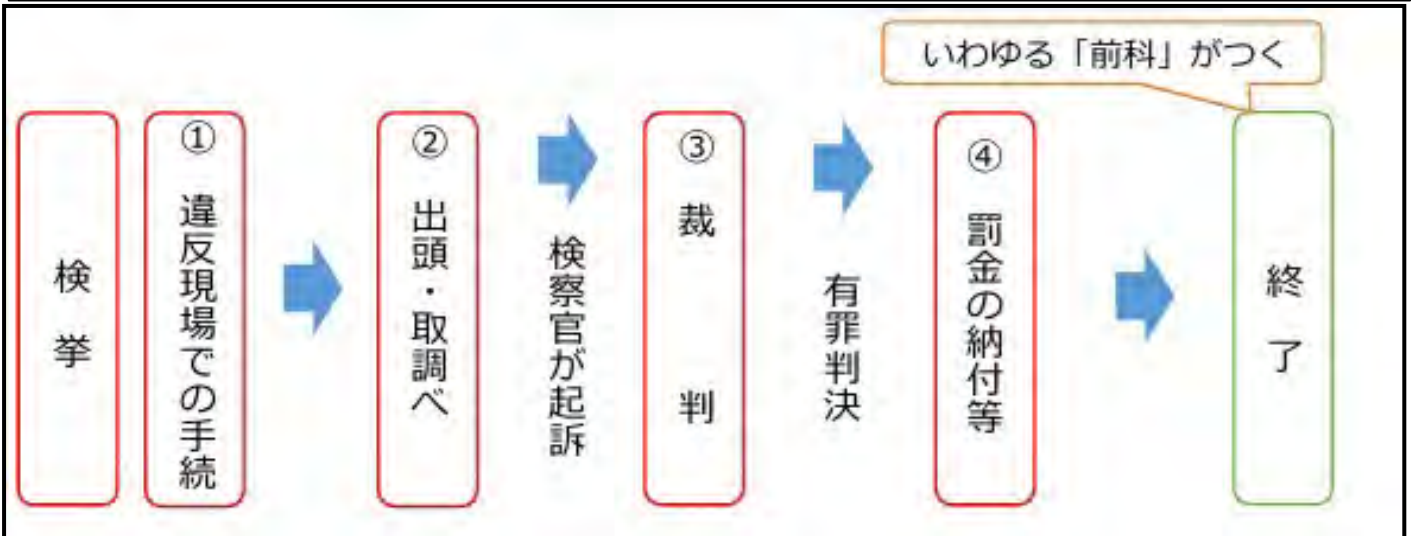 いわゆる「前科」がつく
検挙
① 違反現場での手続
② 出頭・取調べ
検察官が起訴
③ 裁判
有罪判決
④ 罰金の納付等
終了